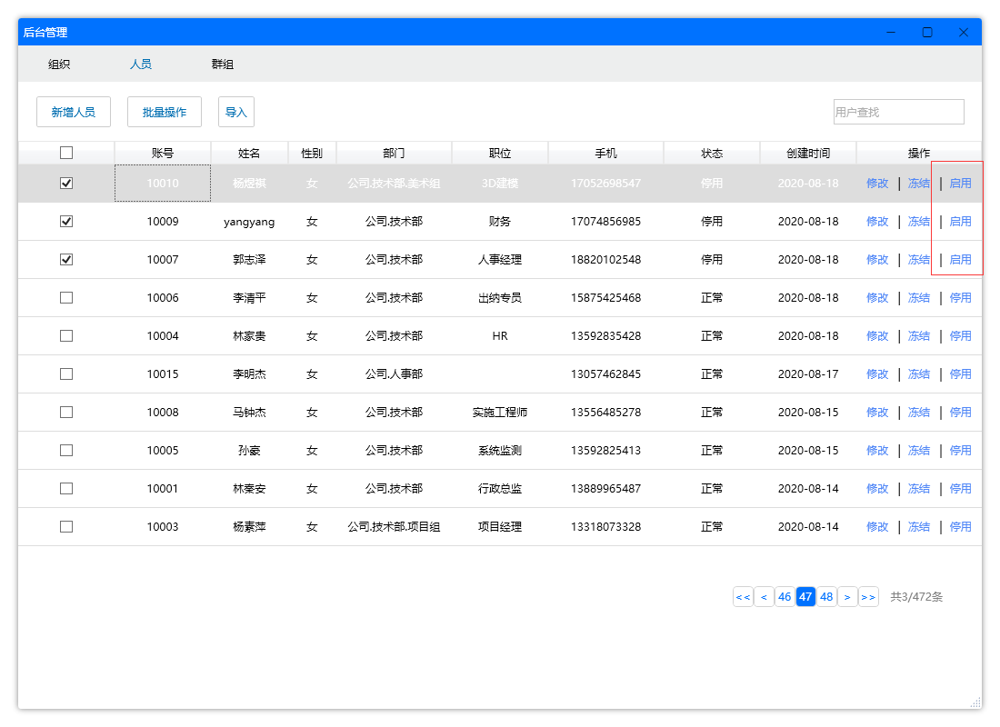 后台管理
组织 人员 群组
新增人员 批量操作 导入 用户查找
账号 姓名 性别 部门 职位 手机 状态 创建时间 操作
10010 杨煜祺 女 公司.技术部.美术组 3D建模 17052698547 停用 2020-08-18 修改 | 冻结 | 启用
10009 yangyang 女 公司.技术部 财务 17074856985 停用 2020-08-18 修改 | 冻结 | 启用
10007 郭志泽 女 公司.技术部 人事经理 18820102548 停用 2020-08-18 修改 | 冻结 | 启用
10006 李清平 女 公司.技术部 出纳专员 15875425468 正常 2020-08-18 修改 | 冻结 | 停用
10004 林家贵 女 公司.技术部 HR 13592835428 正常 2020-08-18 修改 | 冻结 | 停用
10015 李明杰 女 公司.人事部 13057462845 正常 2020-08-17 修改 | 冻结 | 停用
10008 马钟杰 女 公司.技术部 实施工程师 13556485278 正常 2020-08-15 修改 | 冻结 | 停用
10005 孙豪 女 公司.技术部 系统监测 13592825413 正常 2020-08-15 修改 | 冻结 | 停用
10001 林秦安 女 公司.技术部 行政总监 13889965487 正常 2020-08-14 修改 | 冻结 | 停用
10003 杨素萍 女 公司.技术部.项目组 项目经理 13318073328 正常 2020-08-14 修改 | 冻结 | 停用
<< < 46 47 48 > >> 共3/472条